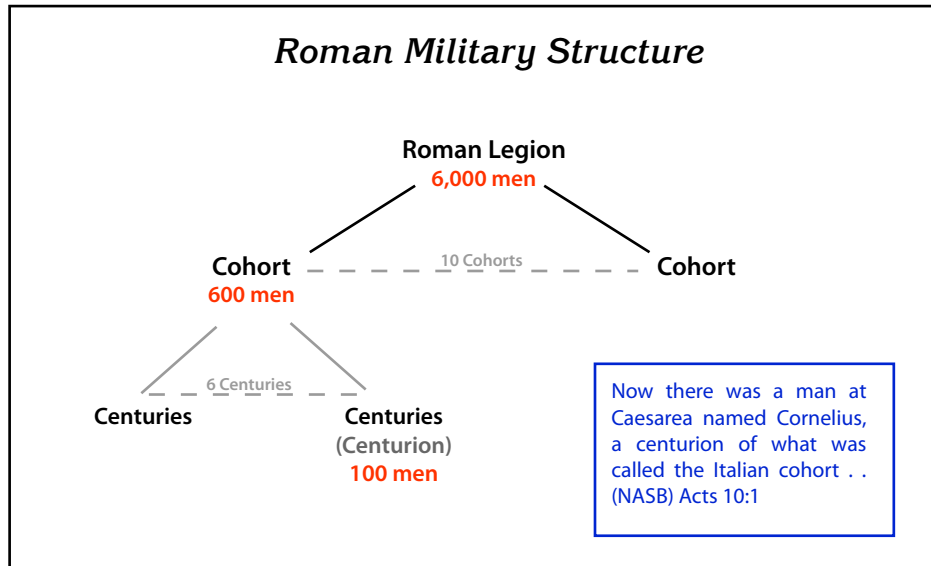 Roman Military Structure
Roman Legion
6,000 men
Cohort
10 Cohorts
Cohort
600 men
6 Centuries
Centuries
Centuries
(Centurion)
100 men
Now there was a man at
Caesarea named Cornelius,
a centurion of what was
called the Italian cohort . .
(NASB) Acts 10:1